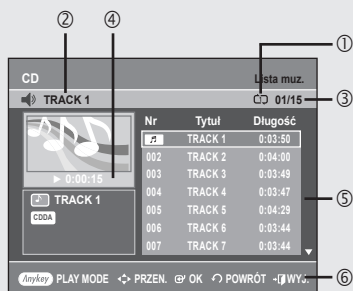 ② ④
①
CD Lista muz.
TRACK 1 01/15 ③
Nr Tytuł Długość
TRACK 1 0:03:50
002 TRACK 2 0:04:00
003 TRACK 3 0:03:49
004 TRACK 4 0:03:47
005 TRACK 5 0:04:29
006 TRACK 6 0:03:44
007 TRACK 7 0:03:44
0:00:15
TRACK 1
CDDA
⑤
Anykey PLAY MODE PRZEN. OK POWRÓT WYJ. ⑥